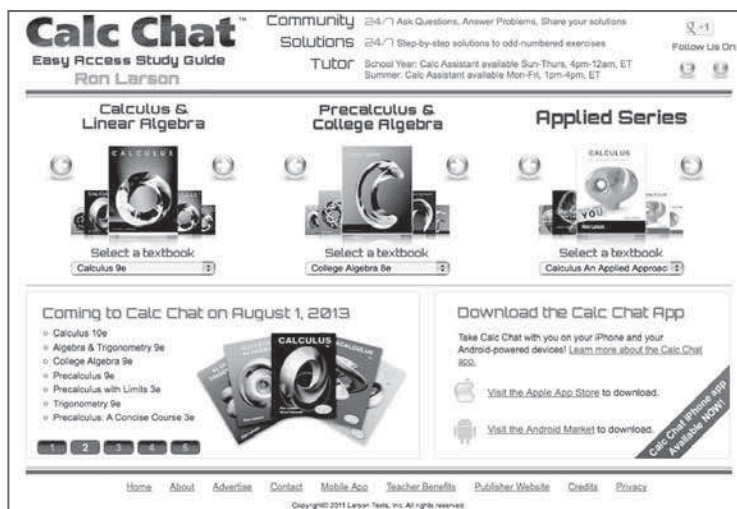 Calc Chat™
Easy Access Study Guide
Ron Larson
Community 24/7 Ask Questions, Answer Problems, Share your solutions
Solutions 24/7 Step-by-step solutions to odd-numbered exercises
Tutor School Year: Calc Assistant available Sun-Thurs, 4pm-12am, ET
Summer: Calc Assistant available Mon-Fri, 1pm-4pm, ET
+1
Follow Us On:
Calculus &
Linear Algebra
CALCULUS
Select a textbook
Calculus 9e
Precalculus &
College Algebra
Select a textbook
College Algebra 8e
Applied Series
CALCULUS
YOU
Ron Larson
Select a textbook
Calculus An Applied Approac
Coming to Calc Chat on August 1, 2013
Calculus 10e
Algebra & Trigonometry 9e
College Algebra 9e
Precalculus 9e
Precalculus with Limits 3e
Trigonometry 9e
Precalculus: A Concise Course 3e
CALCULUS
1 2 3 4 5
Download the Calc Chat App
Take Calc Chat with you on your iPhone and your
Android-powered devices! Learn more about the Calc Chat
app.
Visit the Apple App Store to download.
Visit the Android Market to download.
Calc Chat iPhone app
Available NOW!
Home About Advertise Contact Mobile App Teacher Benefits Publisher Website Credits Privacy
Copyright© 2011 Larson Texts, Inc. All rights reserved.